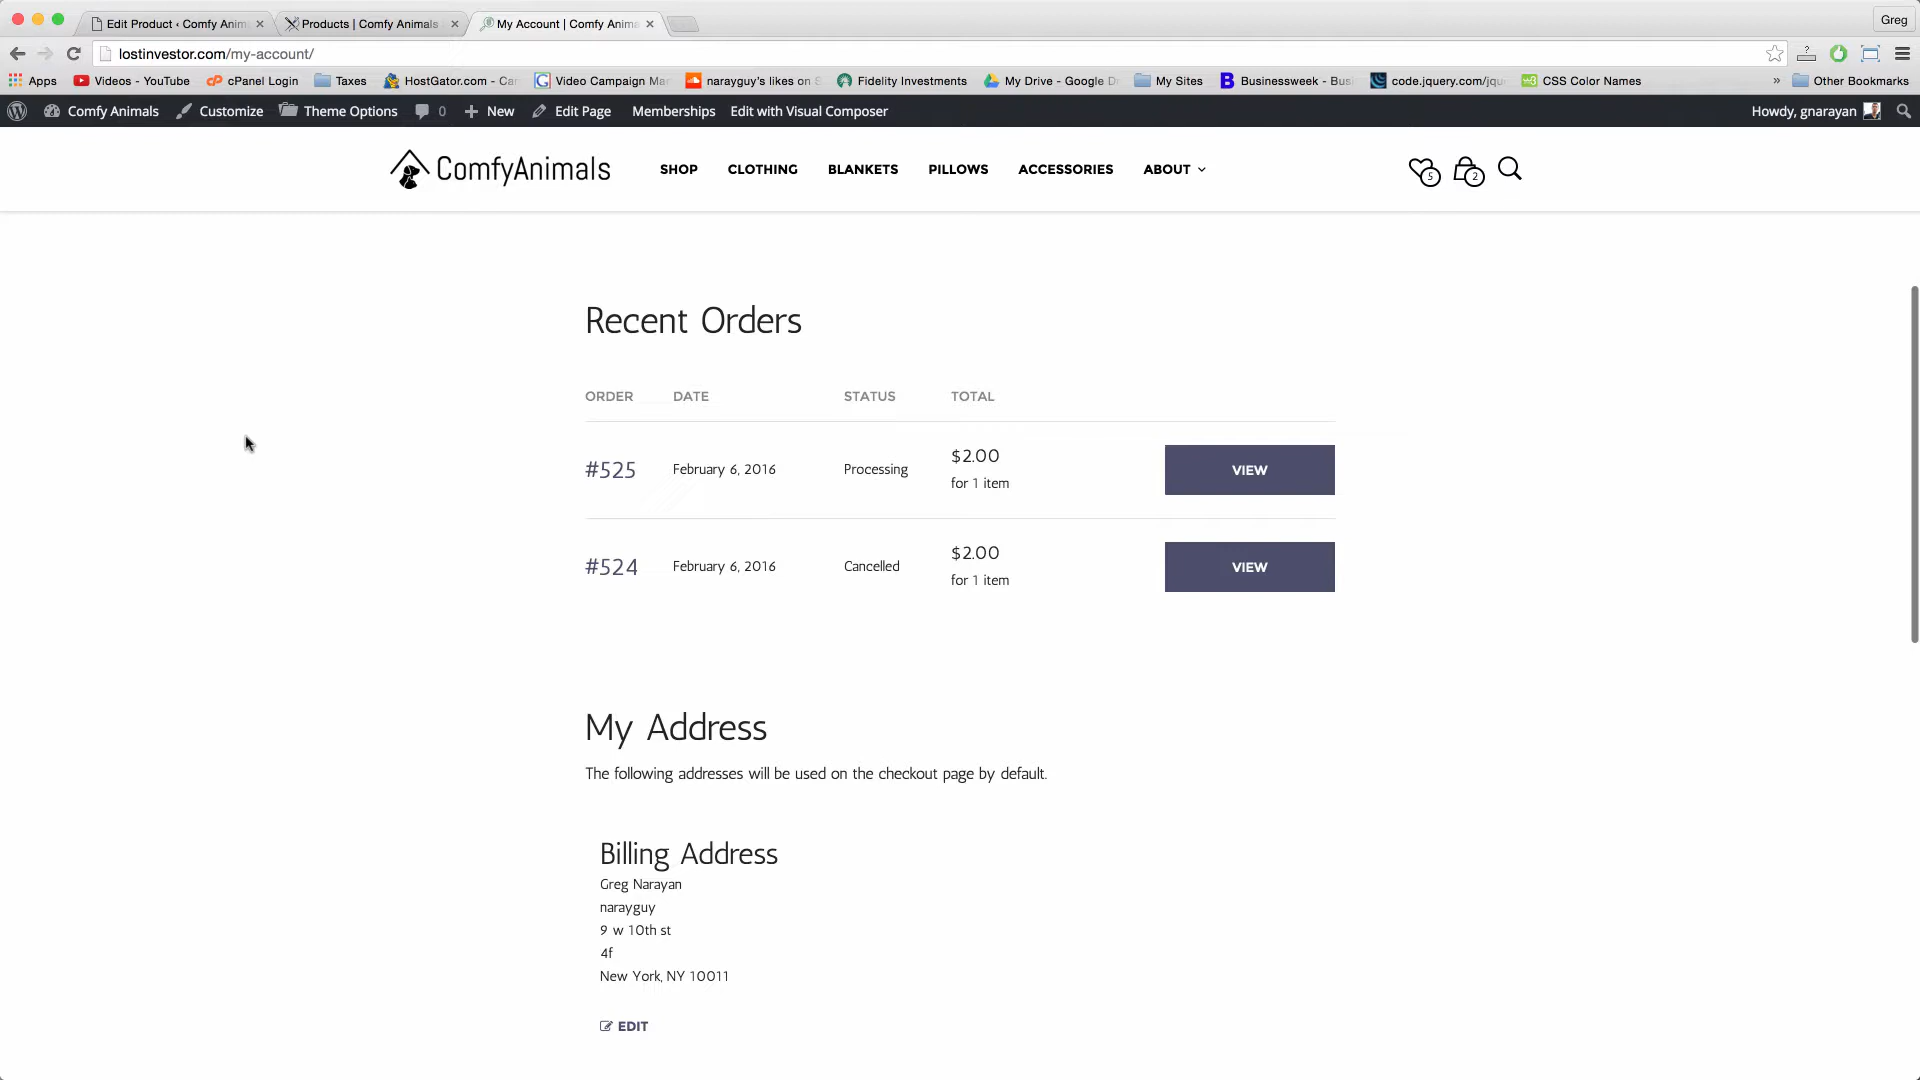 Edit Product ‹ Comfy Anim
Products | Comfy Animals
My Account | Comfy Anima
Greg
lostinvestor.com/my-account/
Apps
Videos - YouTube
cPanel Login
Taxes
HostGator.com - Ca
Video Campaign Ma
narayguy's likes on S
Fidelity Investments
My Drive - Google D
My Sites
Businessweek - Bus
code.jquery.com/jqu
CSS Color Names
»
Other Bookmarks
Comfy Animals
Customize
Theme Options
0
New
Edit Page
Memberships
Edit with Visual Composer
Howdy, gnarayan
ComfyAnimals
SHOP
CLOTHING
BLANKETS
PILLOWS
ACCESSORIES
ABOUT
5
2
Recent Orders
ORDER DATE STATUS TOTAL
#525 February 6, 2016 Processing $2.00
for 1 item
VIEW
#524 February 6, 2016 Cancelled $2.00
for 1 item
VIEW
My Address
The following addresses will be used on the checkout page by default.
Billing Address
Greg Narayan
narayguy
9 w 10th st
4f
New York, NY 10011
EDIT